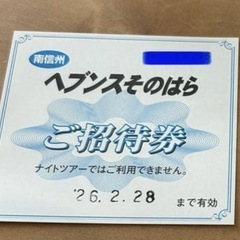 南信州
ヘブンスそのはら
ご招待券
ナイトツアーではご利用できません。
'26.2.28 まで有効